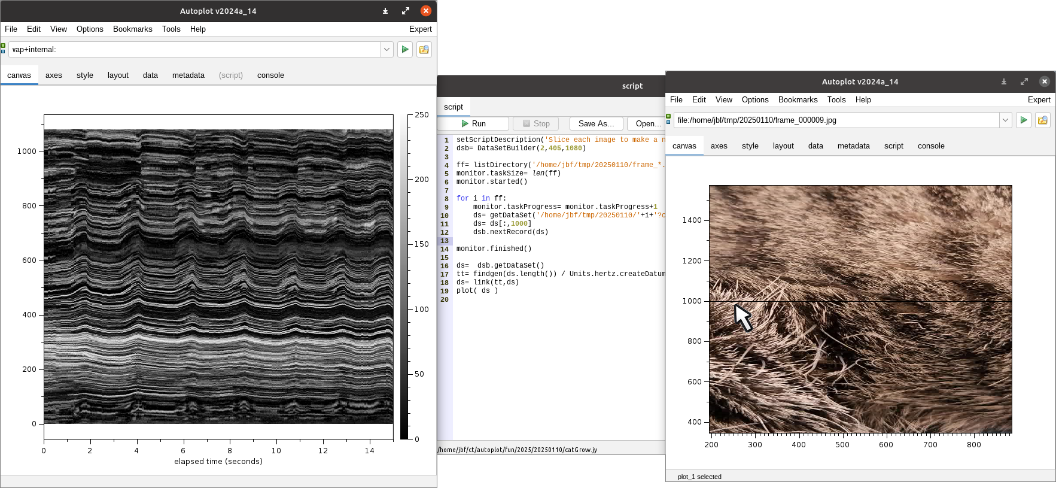 Autoplot v2024a_14
File Edit View Options Bookmarks Tools Help Expert
vap+internal:
canvas axes style layout data metadata (script) console
250
200
150
100
50
0
1000
800
600
400
200
0
0 2 4 6 8 10 12 14
elapsed time (seconds)
script
script
Run Stop Save As... Open...
1 setScriptDescription('Slice each image to make a n
2 dsb= DataSetBuilder(2,405,1080)
3
4 ff= listDirectory('/home/jbf/tmp/20250110/frame_*.
5 monitor.taskSize= len(ff)
6 monitor.started()
7
8 for i in ff:
9 monitor.taskProgress= monitor.taskProgress+1
10 ds= getDataSet('/home/jbf/tmp/20250110/'+i+'?c
11 ds= ds[:,1000]
12 dsb.nextRecord(ds)
13
14 monitor.finished()
15
16 ds= dsb.getDataSet()
17 tt= findgen(ds.length()) / Units.hertz.createDatum
18 ds= link(tt,ds)
19 plot( ds )
20
/home/jbf/ct/autoplot/fun/2025/20250110/catGrow.jy
Autoplot v2024a_14
File Edit View Options Bookmarks Tools Help Expert
file:/home/jbf/tmp/20250110/frame_000009.jpg
canvas axes style layout data metadata script console
1400
1200
1000
800
600
400
200 300 400 500 600 700 800
plot_1 selected